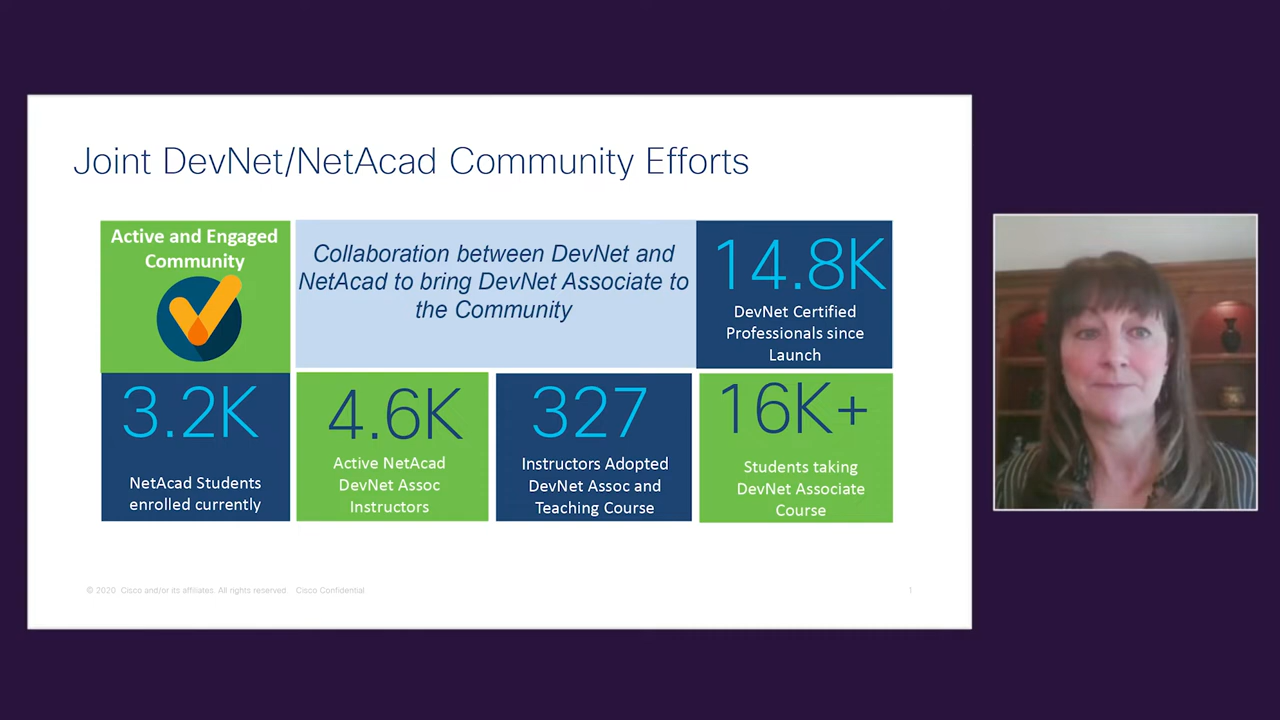 Joint DevNet/NetAcad Community Efforts
Active and Engaged
Community
Collaboration between DevNet and
NetAcad to bring DevNet Associate to
the Community
14.8K
DevNet Certified
Professionals since
Launch
3.2K
NetAcad Students
enrolled currently
4.6K
Active NetAcad
DevNet Assoc
Instructors
327
Instructors Adopted
DevNet Assoc and
Teaching Course
16K+
Students taking
DevNet Associate
Course
© 2020 Cisco and/or its affiliates. All rights reserved. Cisco Confidential
1